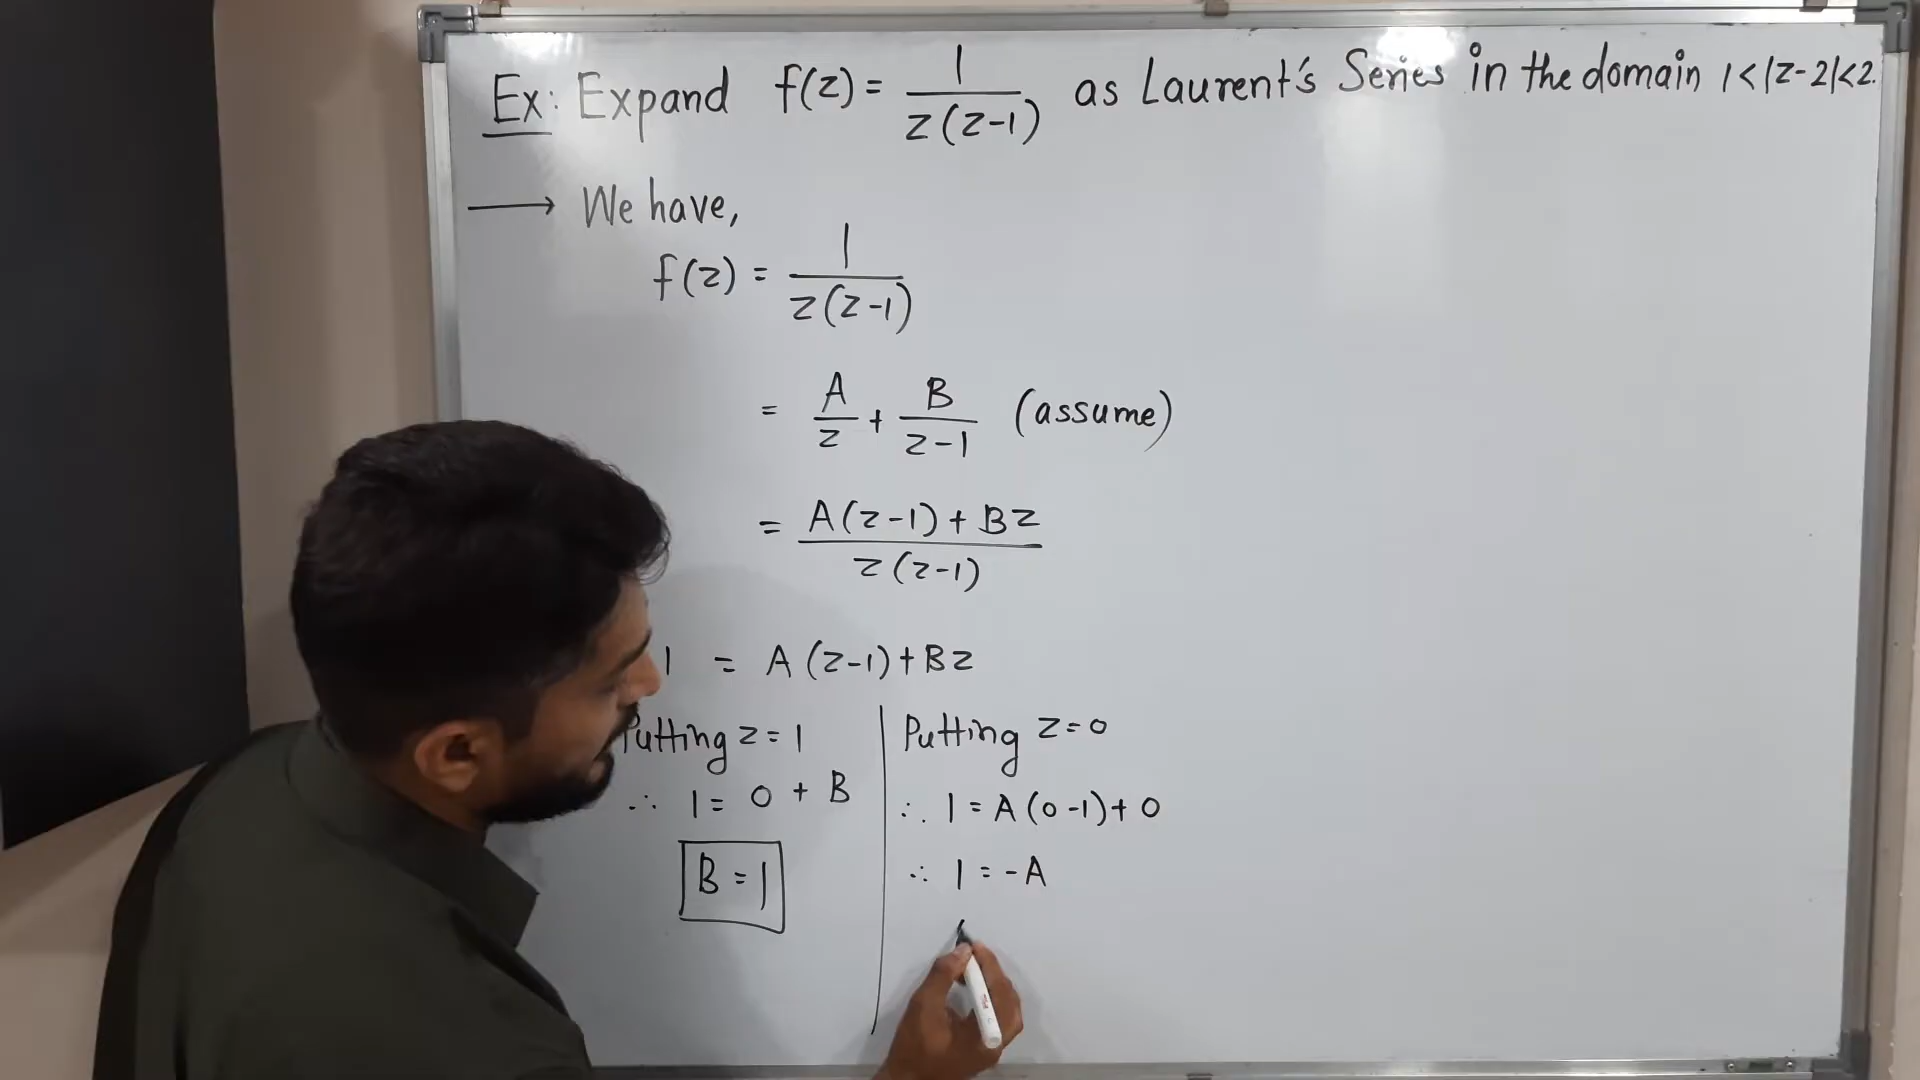 Ex: Expand f(z) = 1/z(z-1) as Laurent's Series in the domain 1<|z-2|<2.
⟶ We have,
f(z) = 1/z(z-1)
= A/z + B/z-1 (assume)
= A(z-1)+Bz/z(z-1)
1 = A(z-1)+Bz
Putting z=1
∴ 1 = 0 + B
B = 1
Putting z=0
∴ 1 = A(0-1)+0
∴ 1 = -A